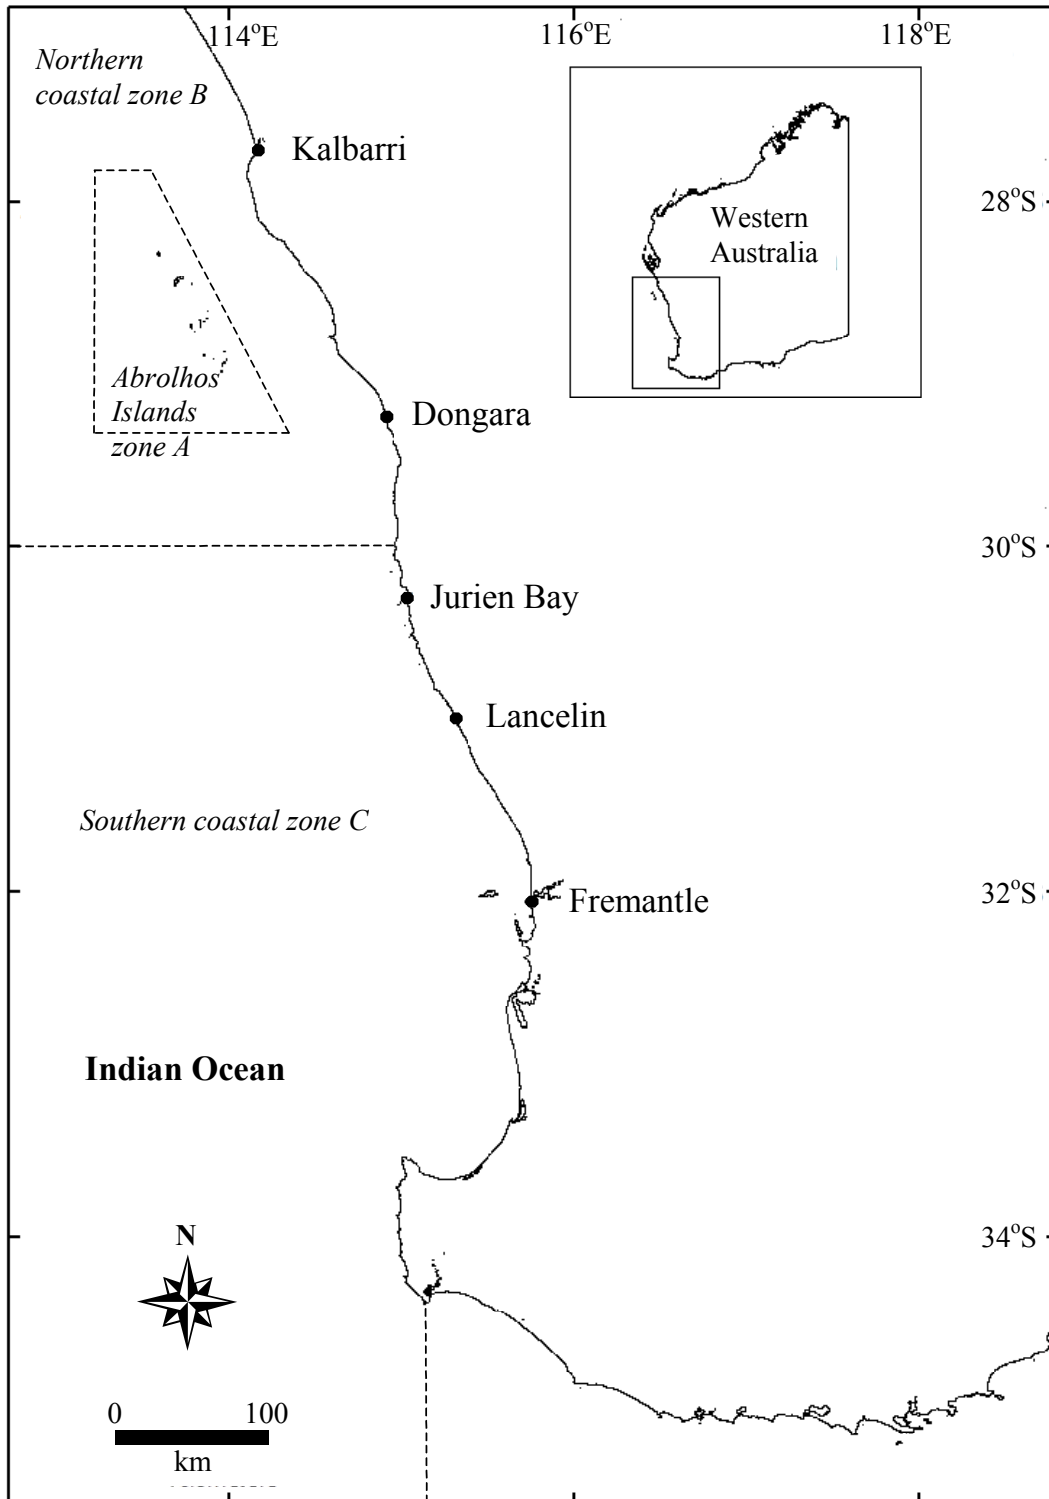 114°E
116°E
118°E
Northern
coastal zone B
Kalbarri
28°S
Western
Australia
Abrolhos
Islands
zone A
Dongara
30°S
Jurien Bay
Lancelin
Southern coastal zone C
32°S
Fremantle
Indian Ocean
34°S
N
0 100
km